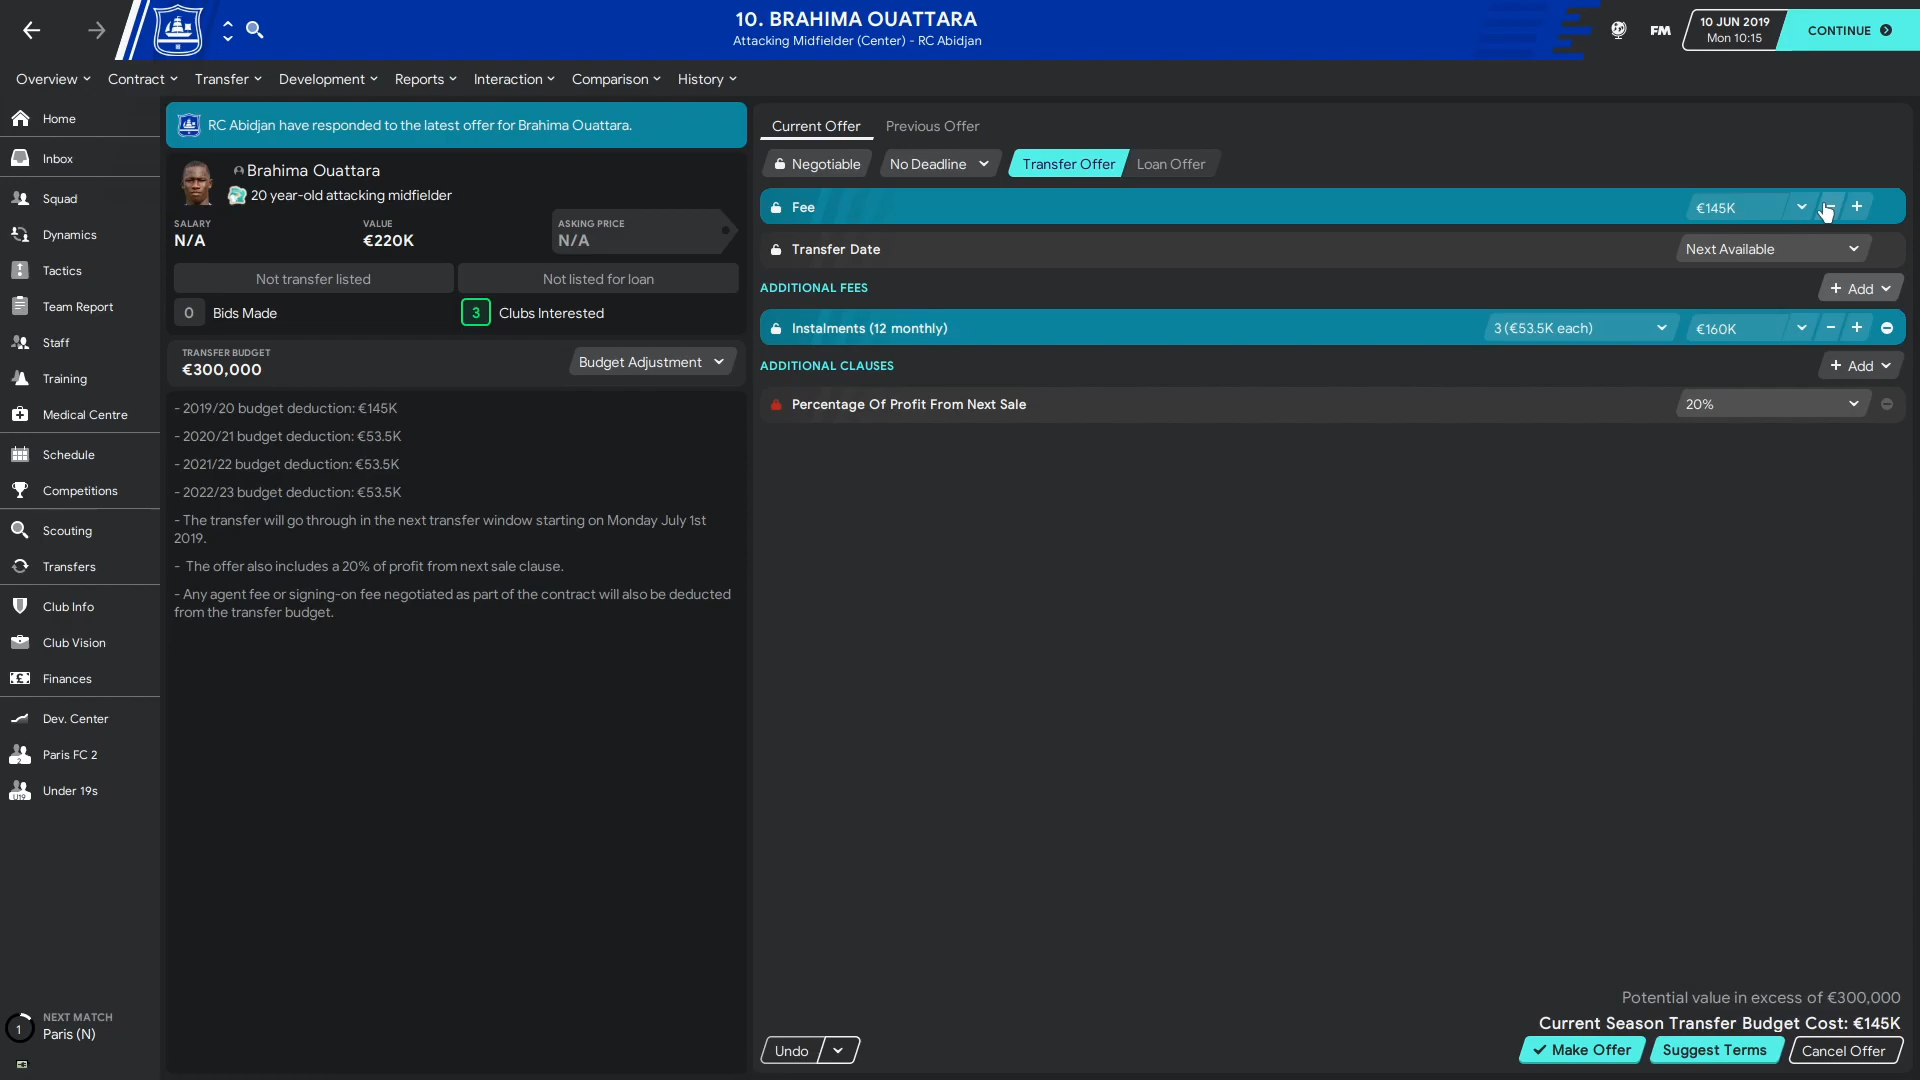 10. BRAHIMA OUATTARA
Attacking Midfielder (Center) - RC Abidjan
FM
10 JUN 2019
Mon 10:15
CONTINUE
Overview
Contract
Transfer
Development
Reports
Interaction
Comparison
History
Home
Inbox
Squad
Dynamics
Tactics
Team Report
Staff
Training
Medical Centre
Schedule
Competitions
Scouting
Transfers
Club Info
Club Vision
Finances
Dev. Center
2
Paris FC 2
U19
Under 19s
1
NEXT MATCH
Paris (N)
RC Abidjan have responded to the latest offer for Brahima Ouattara.
Brahima Ouattara
20 year-old attacking midfielder
SALARY
N/A
VALUE
€220K
ASKING PRICE
N/A
Not transfer listed
Not listed for loan
0 Bids Made
3 Clubs Interested
TRANSFER BUDGET
€300,000
Budget Adjustment
- 2019/20 budget deduction: €145K
- 2020/21 budget deduction: €53.5K
- 2021/22 budget deduction: €53.5K
- 2022/23 budget deduction: €53.5K
- The transfer will go through in the next transfer window starting on Monday July 1st
2019.
- The offer also includes a 20% of profit from next sale clause.
- Any agent fee or signing-on fee negotiated as part of the contract will also be deducted
from the transfer budget.
Current Offer
Previous Offer
Negotiable
No Deadline
Transfer Offer
Loan Offer
Fee
€145K
Transfer Date
Next Available
ADDITIONAL FEES
+ Add
Instalments (12 monthly)
3 (€53.5K each)
€160K
ADDITIONAL CLAUSES
+ Add
Percentage Of Profit From Next Sale
20%
Potential value in excess of €300,000
Current Season Transfer Budget Cost: €145K
Undo
Make Offer
Suggest Terms
Cancel Offer